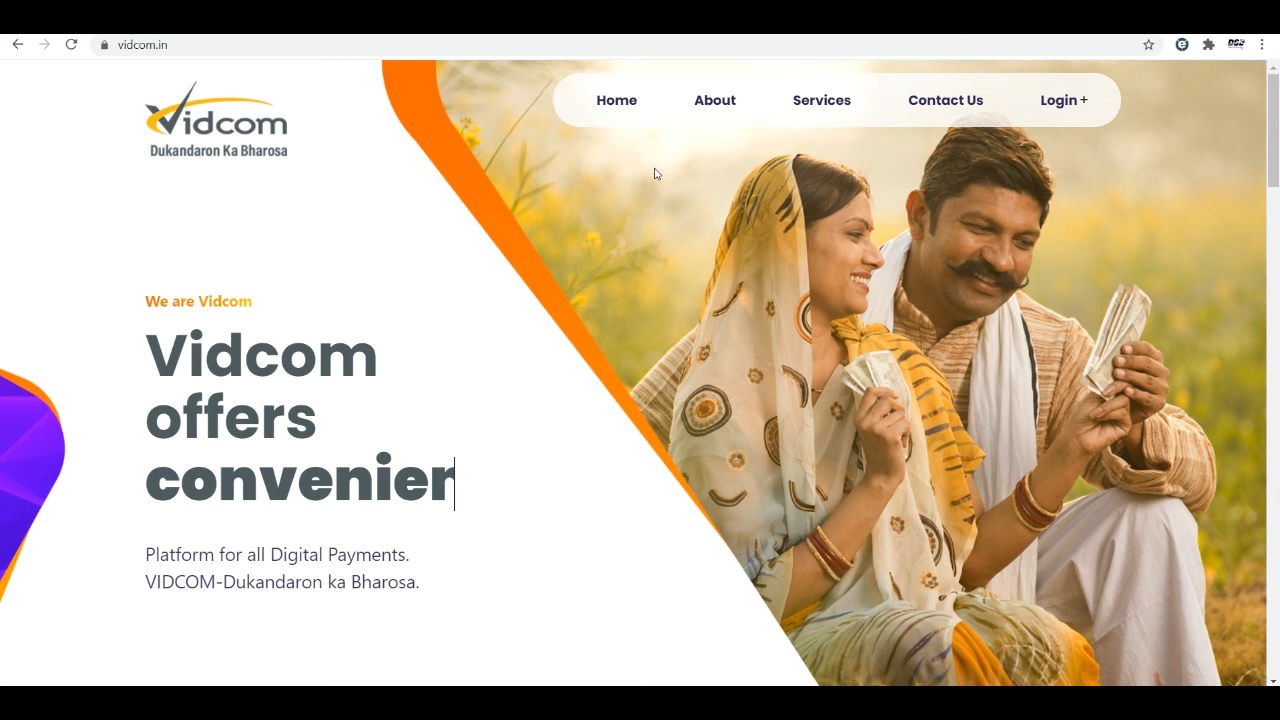 vidcom.in
Vidcom
Dukandaron Ka Bharosa
Home About Services Contact Us Login +
We are Vidcom
Vidcom
offers
convenien
Platform for all Digital Payments.
VIDCOM-Dukandaron ka Bharosa.